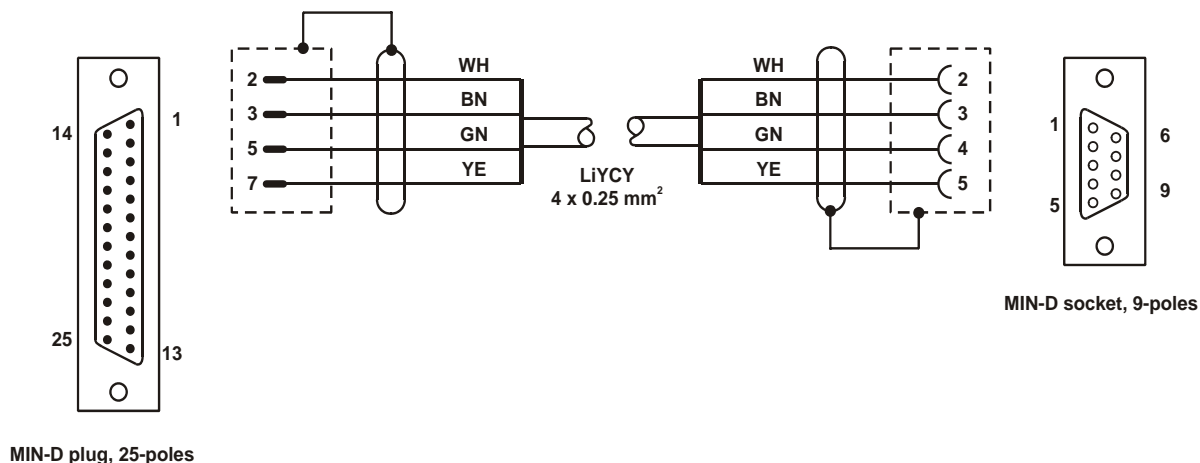 14
1
25
13
MIN-D plug, 25-poles
2
3
5
7
WH
BN
GN
YE
LiYCY
4 x 0.25 mm²
WH
BN
GN
YE
2
3
4
5
1
6
5
9
MIN-D socket, 9-poles